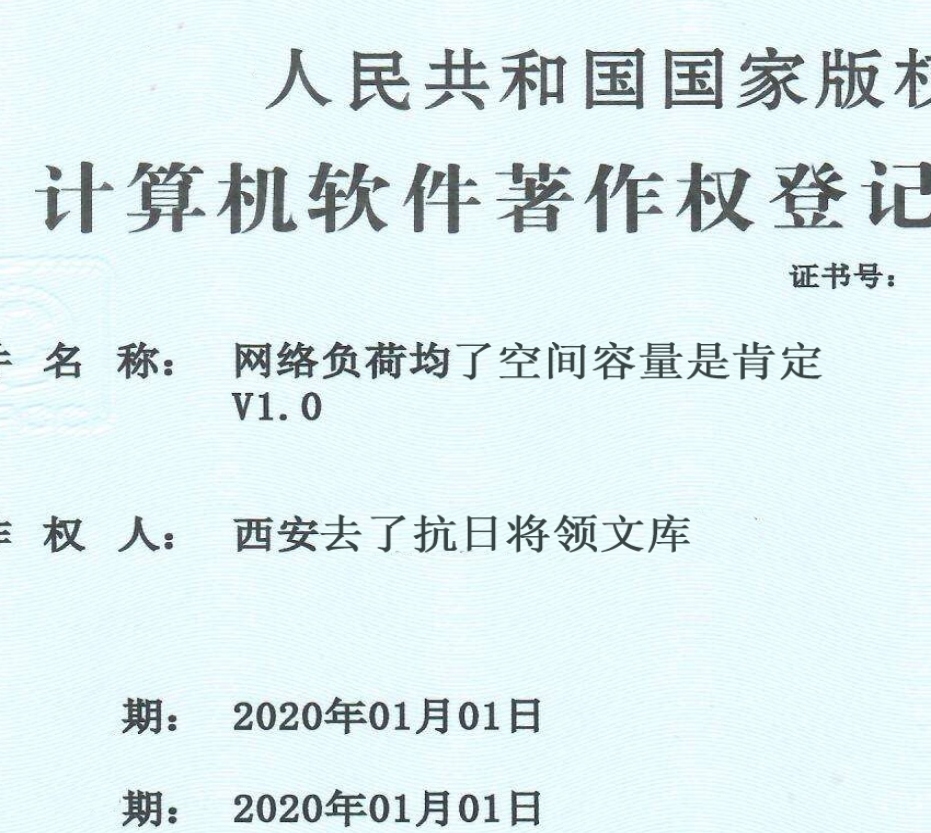 人民共和国国家版权
计算机软件著作权登记
证书号：
件 名 称： 网络负荷均了空间容量是肯定
V1.0
作 权 人： 西安去了抗日将领文库
期： 2020年01月01日
期： 2020年01月01日